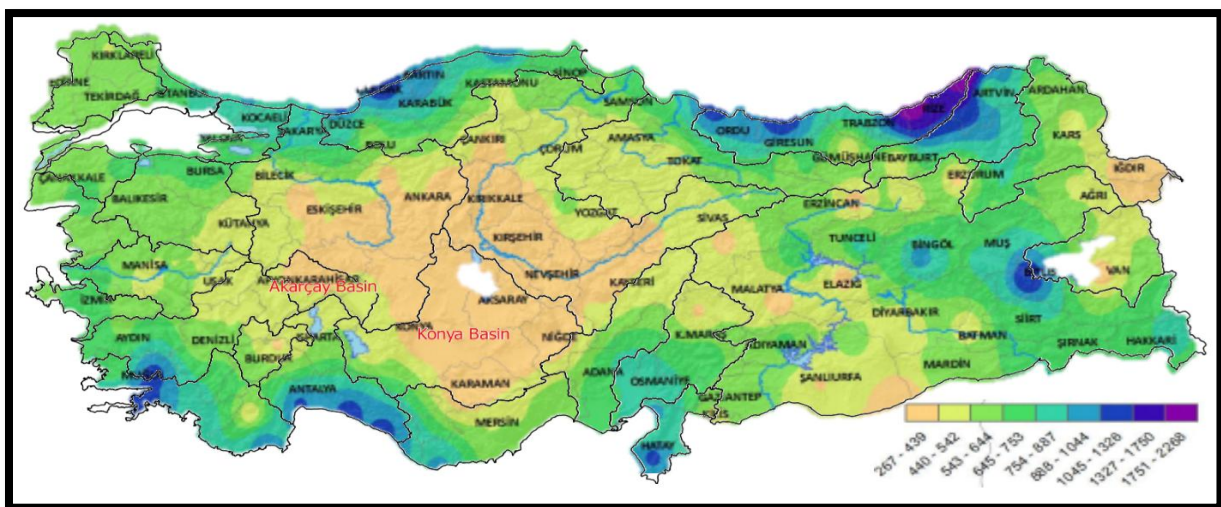 KIRKLARELİ
TEKİRDAĞ
İSTANBUL
KOCAELİ
SAKARYA
DÜZCE
BOLU
BARTIN
KARABÜK
KASTAMONU
SİNOP
SAMSUN
ÇANKIRI
ÇORUM
AMASYA
TOKAT
ORDU
GİRESUN
TRABZON
RİZE
ARTVİN
ARDAHAN
KARS
GÜMÜŞHANE
BAYBURT
ERZURUM
IĞDIR
AĞRI
ÇANAKKALE
BALIKESİR
BURSA
BİLECİK
KÜTAHYA
ESKİŞEHİR
ANKARA
KIRIKKALE
KIRŞEHİR
YOZGAT
SİVAS
ERZİNCAN
TUNCELİ
BİNGÖL
MUŞ
VAN
MANİSA
UŞAK
Akarçay Basin
NEVŞEHİR
KAYSERİ
MALATYA
ELAZIĞ
DİYARBAKIR
SİİRT
İZMİR
AYDIN
DENİZLİ
BURDUR
ISPARTA
KONYA
Konya Basin
AKSARAY
NİĞDE
K.MARAŞ
ADIYAMAN
BATMAN
MARDİN
ŞIRNAK
HAKKARİ
ANTALYA
KARAMAN
MERSİN
ADANA
OSMANİYE
GAZİANTEP
KİLİS
ŞANLIURFA
HATAY
267 - 439
440 - 542
543 - 644
645 - 753
754 - 887
888 - 1044
1045 - 1326
1327 - 1750
1751 - 2268